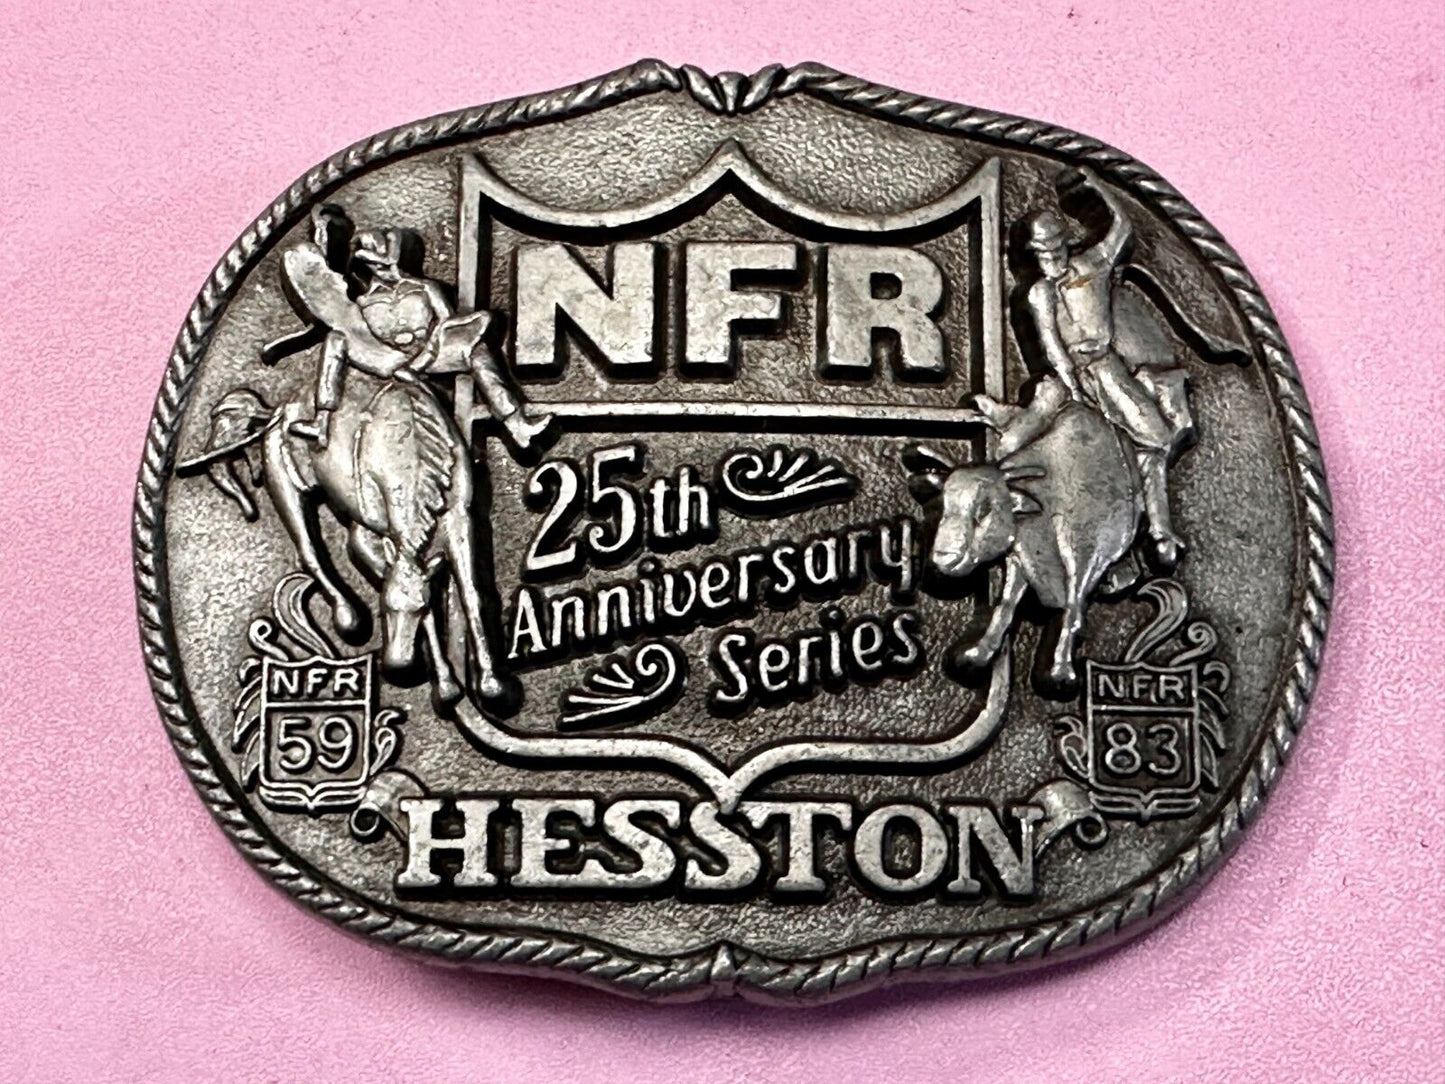 NFR
25th
Anniversary
Series
NFR
59
NFR
83
HESSTON